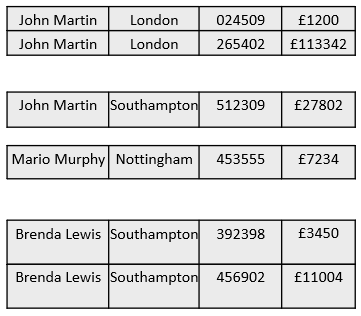 John Martin London 024509 £1200
John Martin London 265402 £113342
John Martin Southampton 512309 £27802
Mario Murphy Nottingham 453555 £7234
Brenda Lewis Southampton 392398 £3450
Brenda Lewis Southampton 456902 £11004